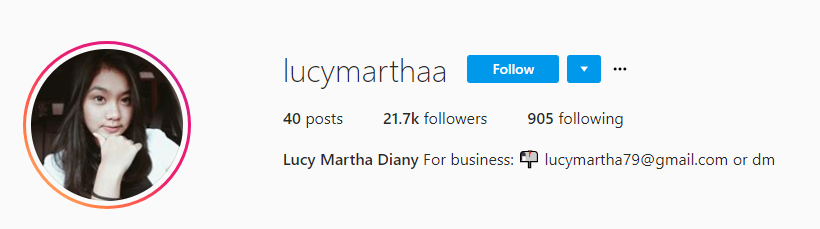 lucymarthaa Follow
40 posts 21.7k followers 905 following
Lucy Martha Diany For business: 📬 lucymartha79@gmail.com or dm